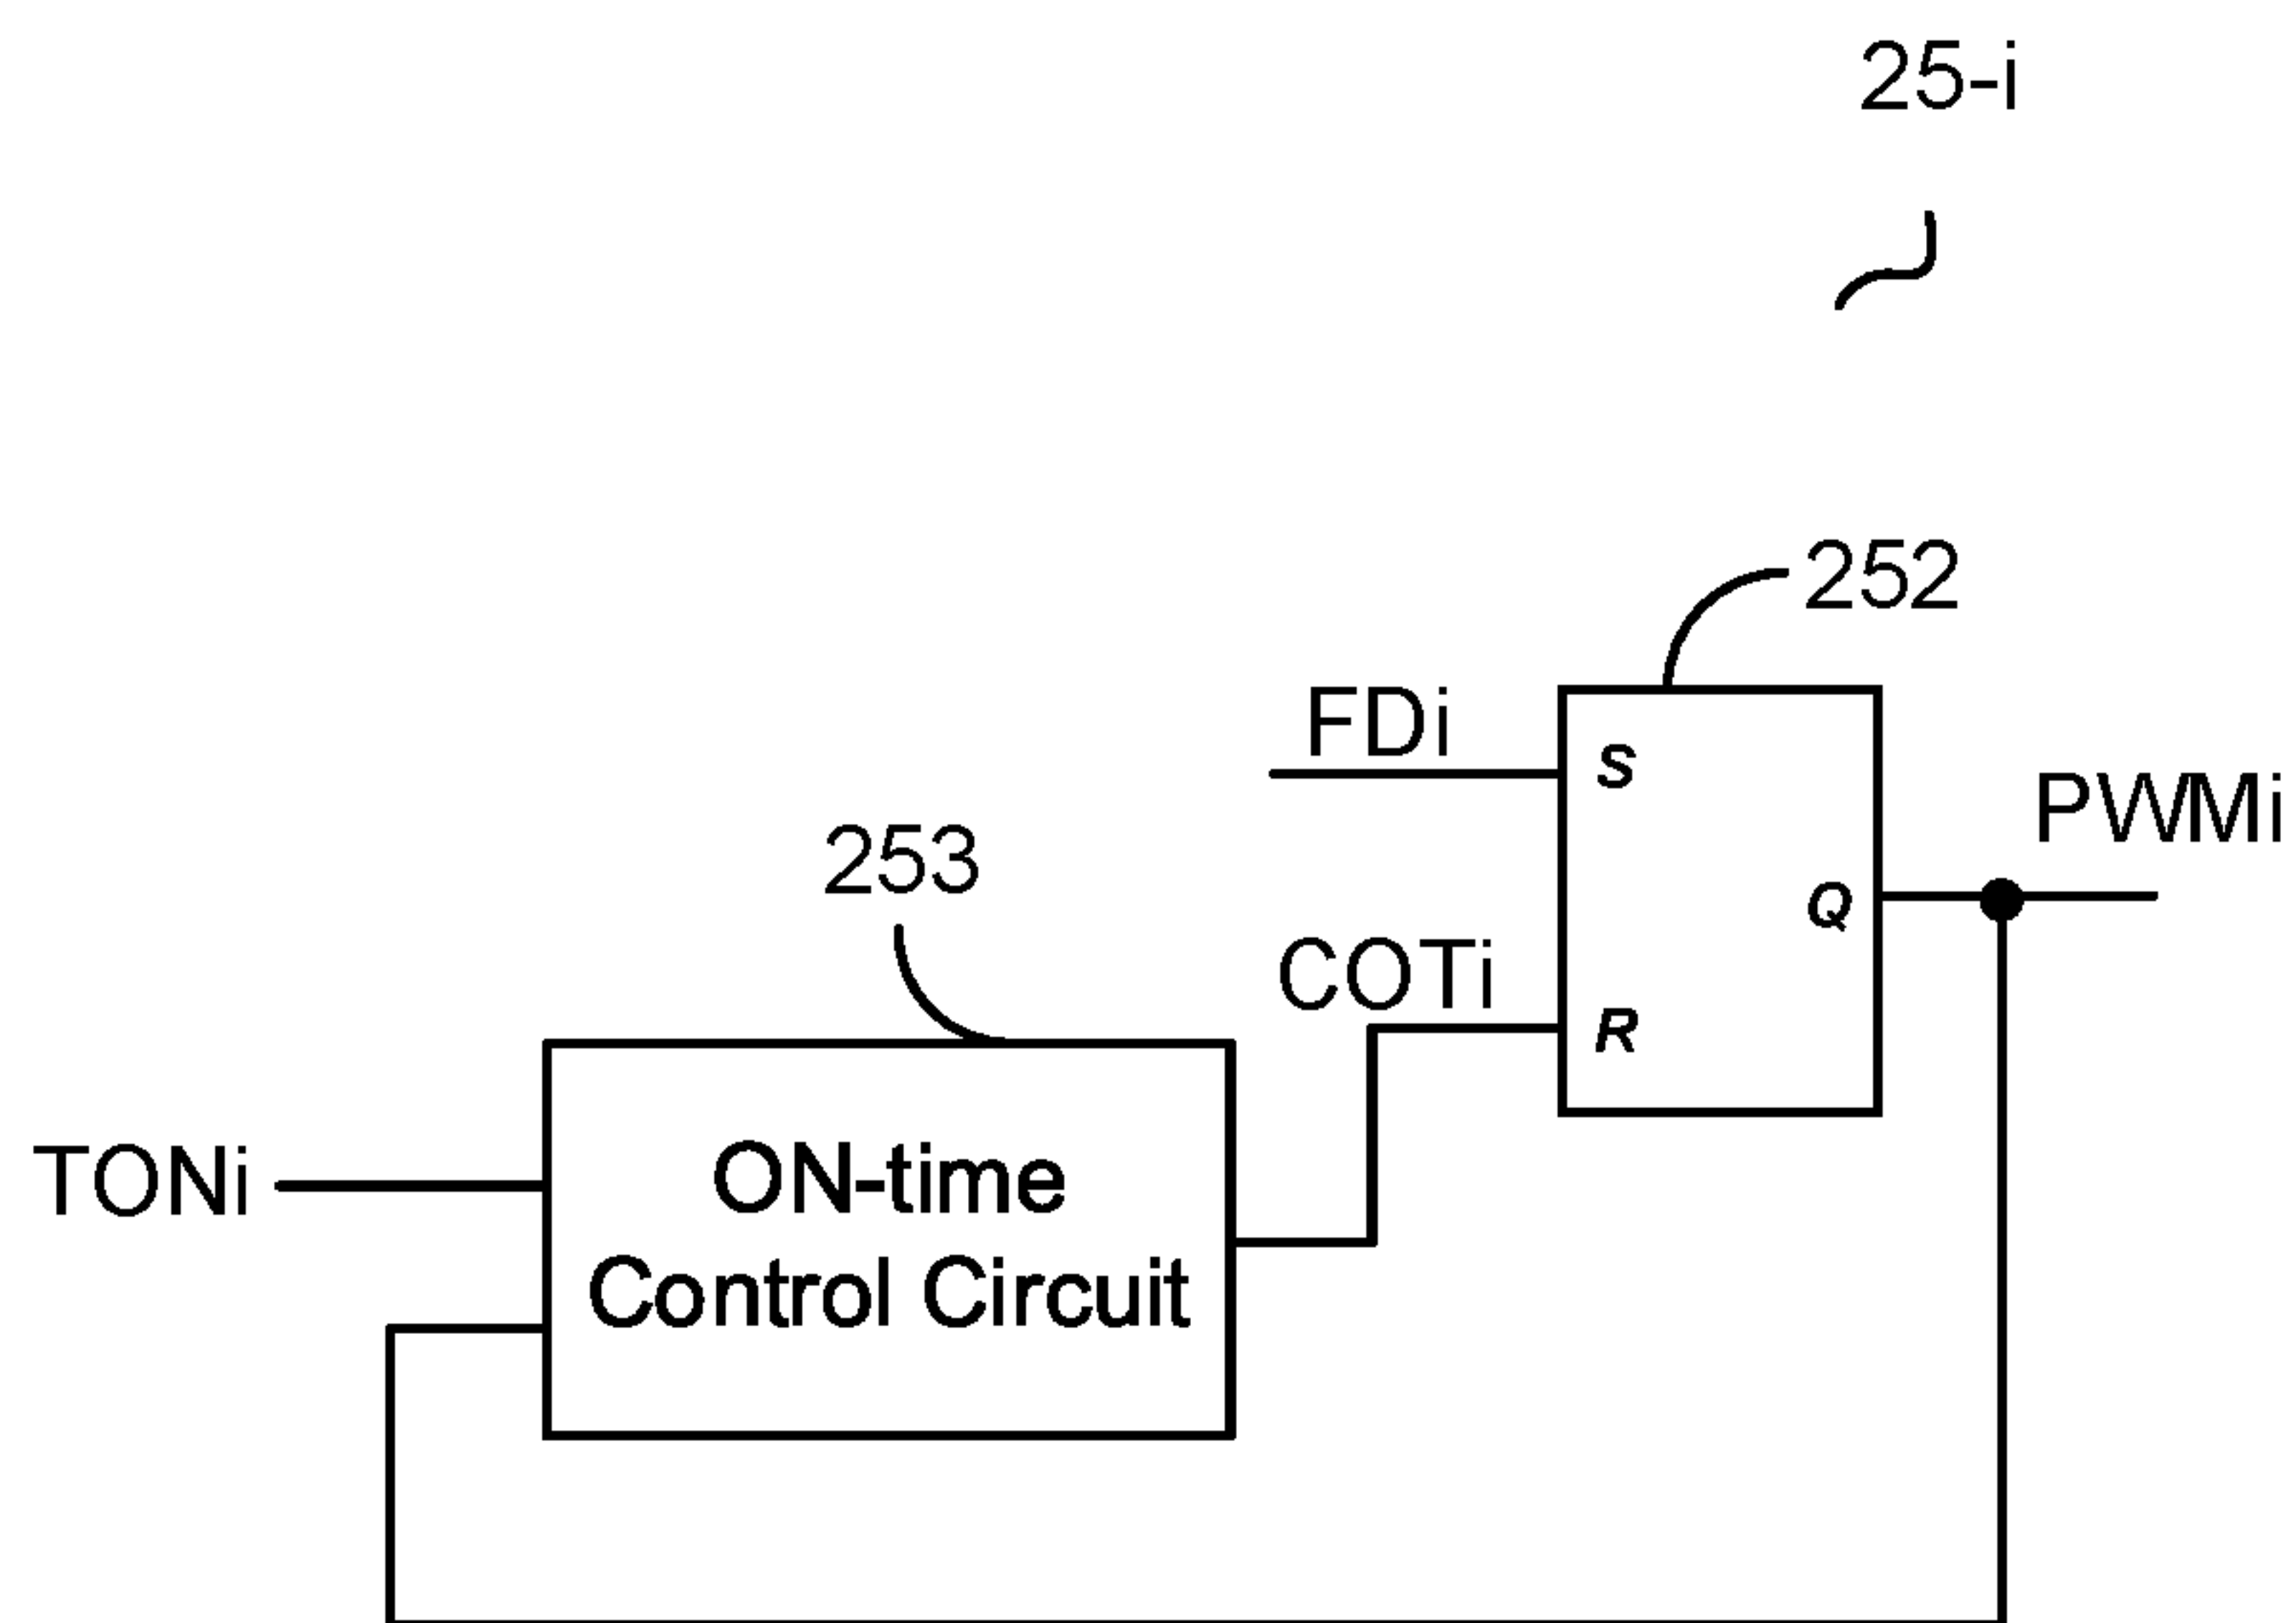 25-i
252
FDi
S
PWMi
253
Q
COTi
R
TONi
ON-time
Control Circuit